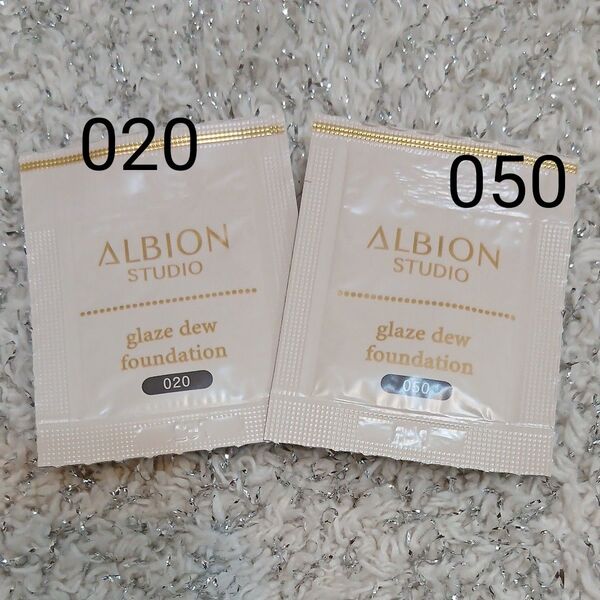 020
ALBION
STUDIO
glaze dew
foundation
020
050
ALBION
STUDIO
glaze dew
foundation
050